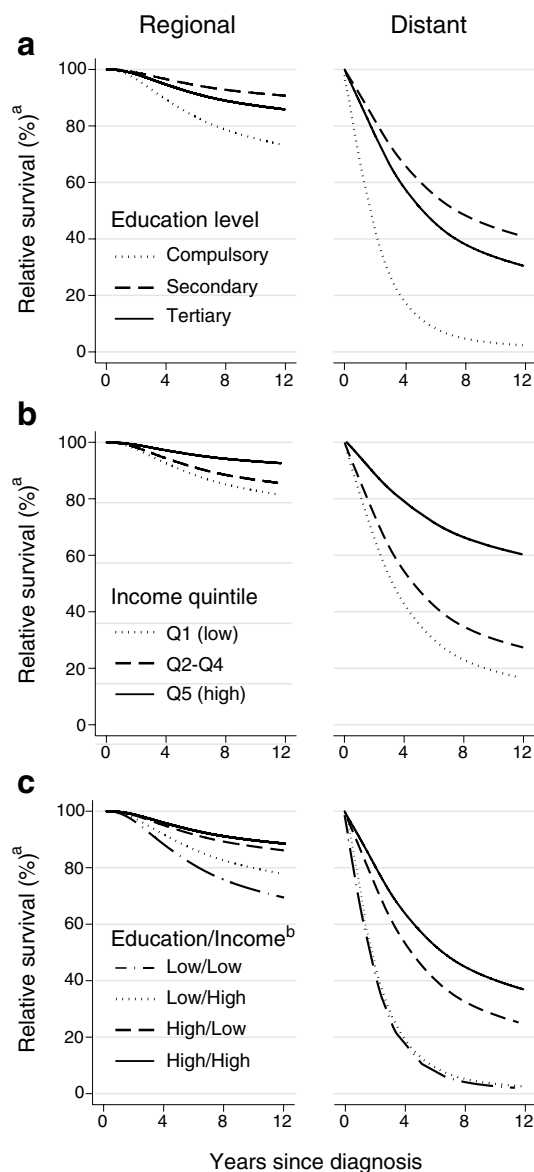 Regional Distant
a
Relative survival (%)a
100
80
60
40
20
0
Education level
Compulsory
Secondary
Tertiary
0 4 8 12 0 4 8 12
b
Relative survival (%)a
100
80
60
40
20
0
Income quintile
Q1 (low)
Q2-Q4
Q5 (high)
0 4 8 12 0 4 8 12
c
Relative survival (%)a
100
80
60
40
20
0
Education/Incomeb
Low/Low
Low/High
High/Low
High/High
0 4 8 12 0 4 8 12
Years since diagnosis